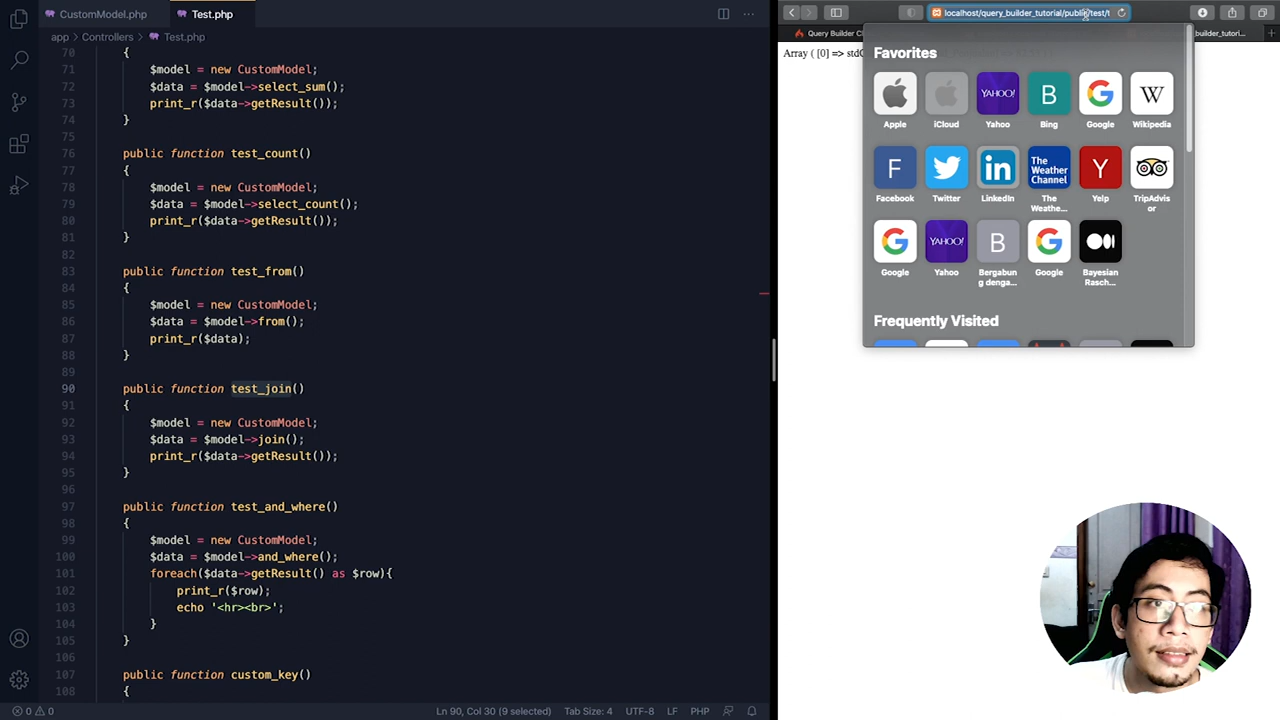 CustomModel.php
Test.php
app > Controllers > Test.php
70 {
71 $model = new CustomModel;
72 $data = $model->select_sum();
73 print_r($data->getResult());
74 }
75
76 public function test_count()
77 {
78 $model = new CustomModel;
79 $data = $model->select_count();
80 print_r($data->getResult());
81 }
82
83 public function test_from()
84 {
85 $model = new CustomModel;
86 $data = $model->from();
87 print_r($data);
88 }
89
90 public function test_join()
91 {
92 $model = new CustomModel;
93 $data = $model->join();
94 print_r($data->getResult());
95 }
96
97 public function test_and_where()
98 {
99 $model = new CustomModel;
100 $data = $model->and_where();
101 foreach($data->getResult() as $row){
102 print_r($row);
103 echo '<hr><br>';
104 }
105 }
106
107 public function custom_key()
108 {
0 0
Ln 90, Col 30 (9 selected) Tab Size: 4 UTF-8 LF PHP
localhost/query_builder_tutorial/public/test/t
Query Builder Cl
builder_tutori...
Array ( [0] => stdC
Favorites
Apple iCloud Yahoo Bing Google Wikipedia
Facebook Twitter LinkedIn The Weathe... Yelp TripAdvisor
Google Yahoo Bergabung denga... Google Bayesian Rasch...
YAHOO! B W
F in The Weather Channel Y
YAHOO! B
Frequently Visited